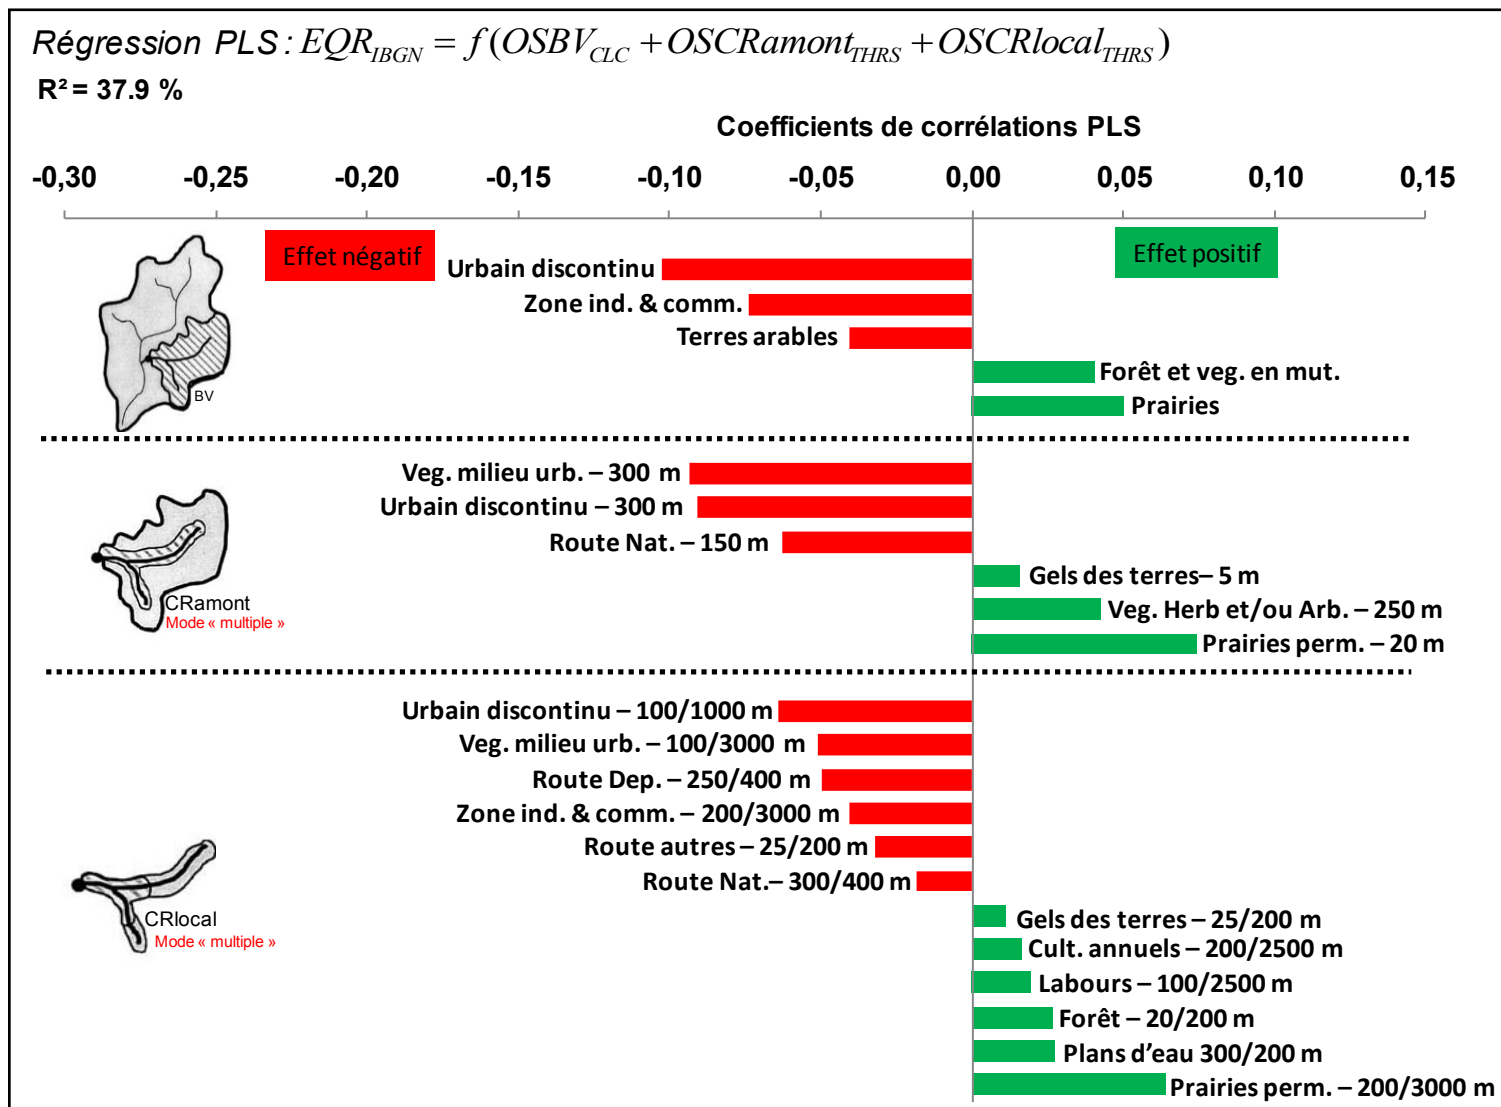 Régression PLS : EQR_IBGN = f(OSBV_CLC + OSCRamont_THRS + OSCRlocal_THRS)
R² = 37.9 %
Coefficients de corrélations PLS
-0,30 -0,25 -0,20 -0,15 -0,10 -0,05 0,00 0,05 0,10 0,15
Effet négatif
Effet positif
Urbain discontinu
Zone ind. & comm.
Terres arables
Forêt et veg. en mut.
BV
Prairies
Veg. milieu urb. – 300 m
Urbain discontinu – 300 m
Route Nat. – 150 m
Gels des terres– 5 m
CRamont
Veg. Herb et/ou Arb. – 250 m
Mode « multiple »
Prairies perm. – 20 m
Urbain discontinu – 100/1000 m
Veg. milieu urb. – 100/3000 m
Route Dep. – 250/400 m
Zone ind. & comm. – 200/3000 m
Route autres – 25/200 m
Route Nat.– 300/400 m
CRlocal
Gels des terres – 25/200 m
Mode « multiple »
Cult. annuels – 200/2500 m
Labours – 100/2500 m
Forêt – 20/200 m
Plans d’eau 300/200 m
Prairies perm. – 200/3000 m